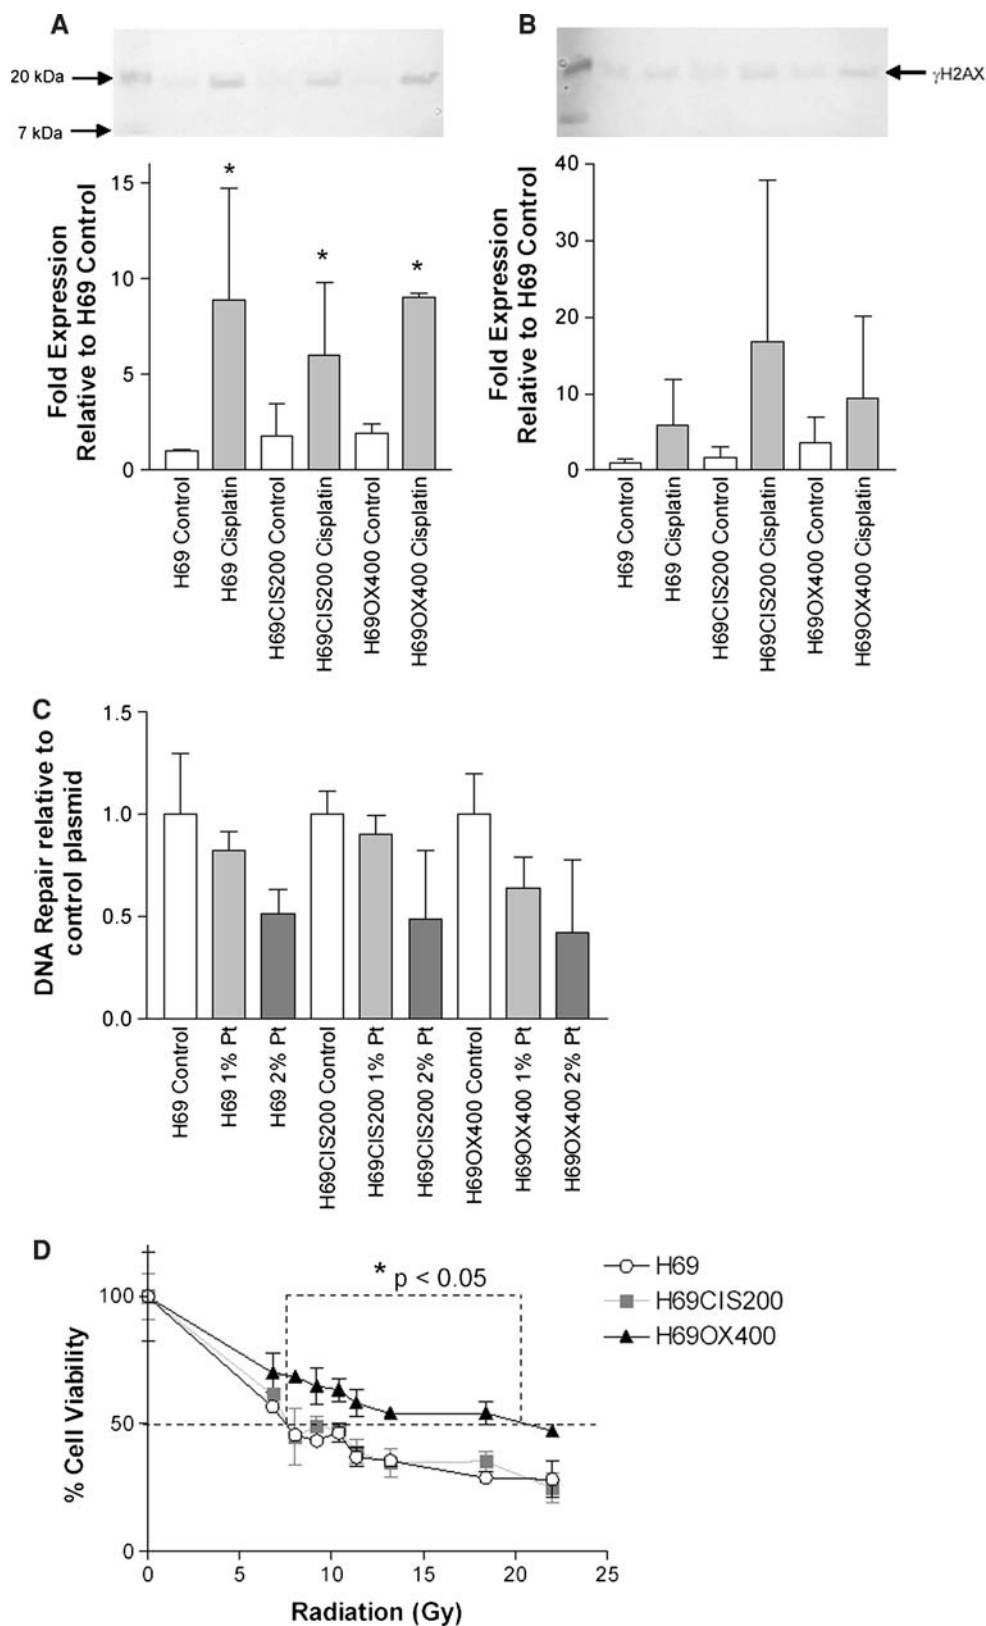 A
B
20 kDa
7 kDa
γH2AX
Fold Expression
Relative to H69 Control
15
10
5
0
*
*
*
H69 Control
H69 Cisplatin
H69CIS200 Control
H69CIS200 Cisplatin
H69OX400 Control
H69OX400 Cisplatin
Fold Expression
Relative to H69 Control
40
30
20
10
0
H69 Control
H69 Cisplatin
H69CIS200 Control
H69CIS200 Cisplatin
H69OX400 Control
H69OX400 Cisplatin
C
DNA Repair relative to
control plasmid
1.5
1.0
0.5
0.0
H69 Control
H69 1% Pt
H69 2% Pt
H69CIS200 Control
H69CIS200 1% Pt
H69CIS200 2% Pt
H69OX400 Control
H69OX400 1% Pt
H69OX400 2% Pt
D
% Cell Viability
100
50
0
* p < 0.05
H69
H69CIS200
H69OX400
0 5 10 15 20 25
Radiation (Gy)